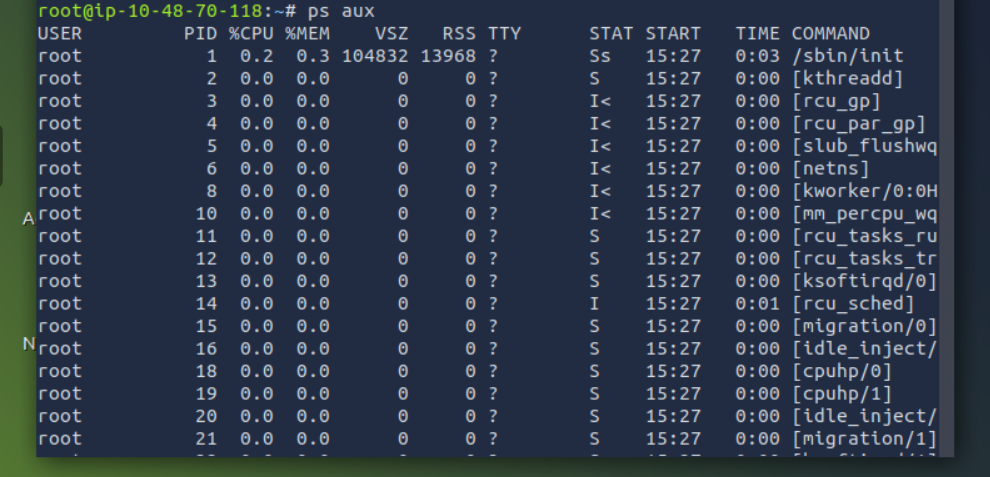 root@ip-10-48-70-118:~# ps aux
USER         PID %CPU %MEM    VSZ   RSS TTY      STAT START   TIME COMMAND
root           1  0.2  0.3 104832 13968 ?        Ss   15:27   0:03 /sbin/init
root           2  0.0  0.0      0     0 ?        S    15:27   0:00 [kthreadd]
root           3  0.0  0.0      0     0 ?        I<   15:27   0:00 [rcu_gp]
root           4  0.0  0.0      0     0 ?        I<   15:27   0:00 [rcu_par_gp]
root           5  0.0  0.0      0     0 ?        I<   15:27   0:00 [slub_flushwq
root           6  0.0  0.0      0     0 ?        I<   15:27   0:00 [netns]
root           8  0.0  0.0      0     0 ?        I<   15:27   0:00 [kworker/0:0H
A
root          10  0.0  0.0      0     0 ?        I<   15:27   0:00 [mm_percpu_wq
root          11  0.0  0.0      0     0 ?        S    15:27   0:00 [rcu_tasks_ru
root          12  0.0  0.0      0     0 ?        S    15:27   0:00 [rcu_tasks_tr
root          13  0.0  0.0      0     0 ?        S    15:27   0:00 [ksoftirqd/0]
root          14  0.0  0.0      0     0 ?        I    15:27   0:01 [rcu_sched]
root          15  0.0  0.0      0     0 ?        S    15:27   0:00 [migration/0]
N
root          16  0.0  0.0      0     0 ?        S    15:27   0:00 [idle_inject/
root          18  0.0  0.0      0     0 ?        S    15:27   0:00 [cpuhp/0]
root          19  0.0  0.0      0     0 ?        S    15:27   0:00 [cpuhp/1]
root          20  0.0  0.0      0     0 ?        S    15:27   0:00 [idle_inject/
root          21  0.0  0.0      0     0 ?        S    15:27   0:00 [migration/1]